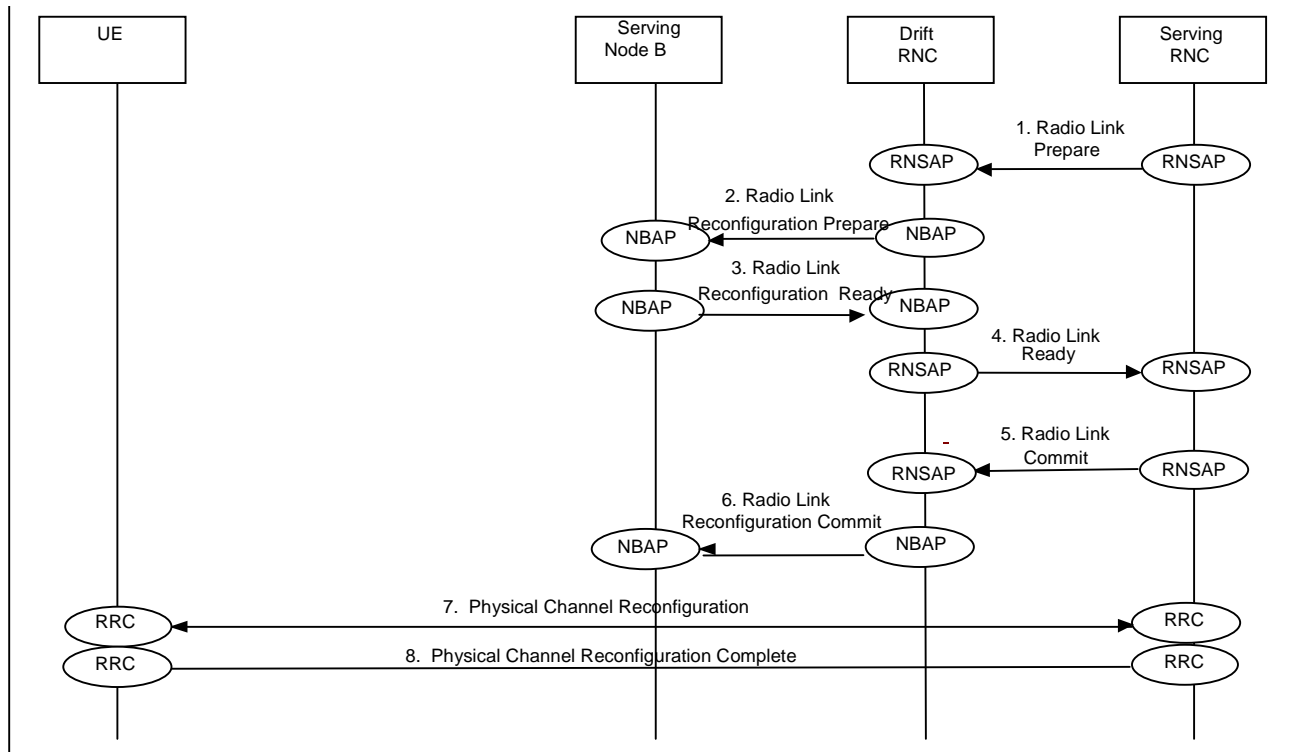 UE
Serving
Node B
Drift
RNC
Serving
RNC
1. Radio Link
Prepare
RNSAP
RNSAP
2. Radio Link
Reconfiguration Prepare
NBAP
NBAP
3. Radio Link
Reconfiguration Ready
NBAP
NBAP
4. Radio Link
Ready
RNSAP
RNSAP
5. Radio Link
Commit
RNSAP
RNSAP
6. Radio Link
Reconfiguration Commit
NBAP
NBAP
7. Physical Channel Reconfiguration
RRC
RRC
8. Physical Channel Reconfiguration Complete
RRC
RRC